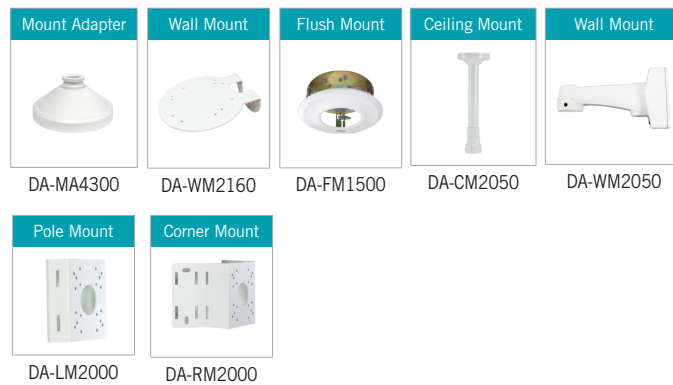 Mount Adapter
Wall Mount
Flush Mount
Ceiling Mount
Wall Mount
DA-MA4300
DA-WM2160
DA-FM1500
DA-CM2050
DA-WM2050
Pole Mount
Corner Mount
DA-LM2000
DA-RM2000